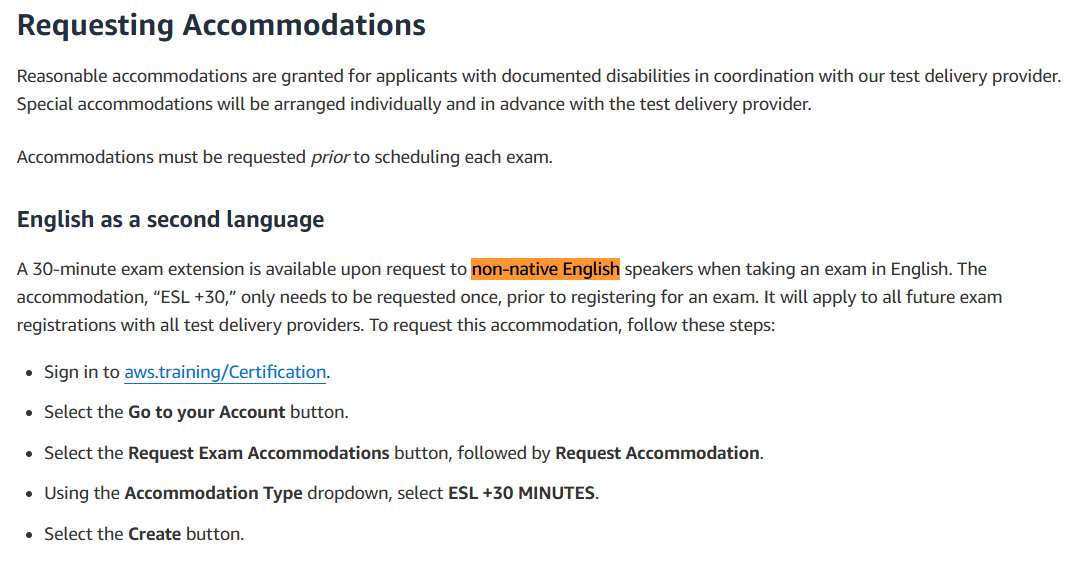 Requesting Accommodations
Reasonable accommodations are granted for applicants with documented disabilities in coordination with our test delivery provider.
Special accommodations will be arranged individually and in advance with the test delivery provider.
Accommodations must be requested prior to scheduling each exam.
English as a second language
A 30-minute exam extension is available upon request to non-native English speakers when taking an exam in English. The
accommodation, “ESL +30,” only needs to be requested once, prior to registering for an exam. It will apply to all future exam
registrations with all test delivery providers. To request this accommodation, follow these steps:
• Sign in to aws.training/Certification.
• Select the Go to your Account button.
• Select the Request Exam Accommodations button, followed by Request Accommodation.
• Using the Accommodation Type dropdown, select ESL +30 MINUTES.
• Select the Create button.